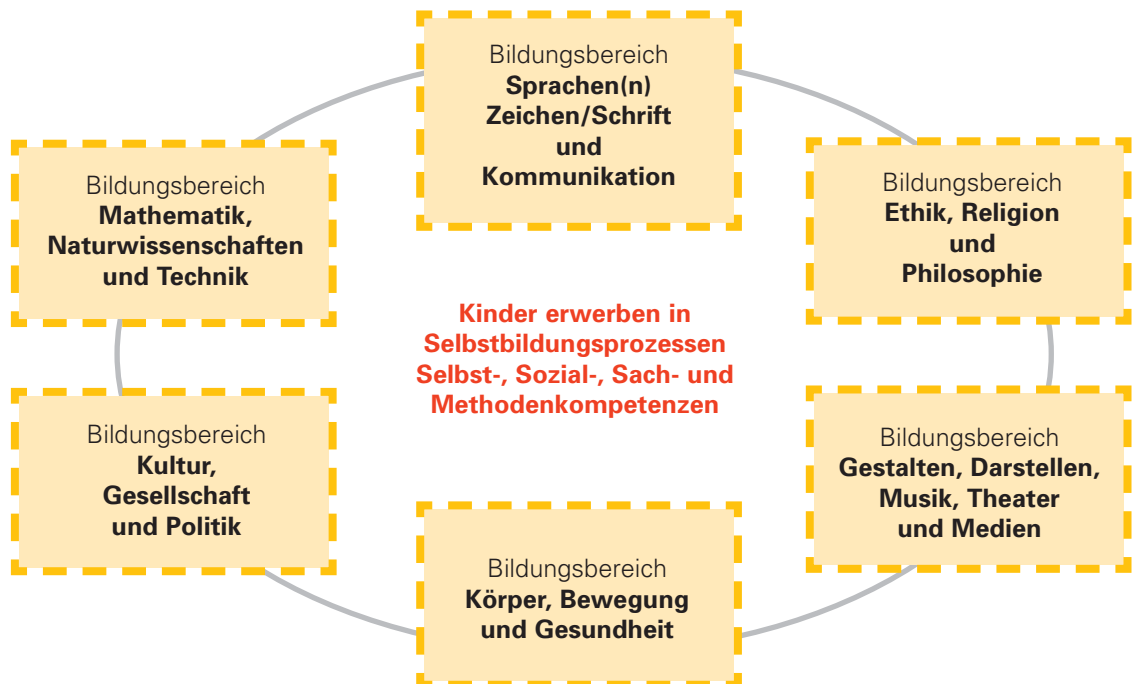 Bildungsbereich
Sprachen(n)
Zeichen/Schrift
und
Kommunikation
Bildungsbereich
Mathematik,
Naturwissenschaften
und Technik
Bildungsbereich
Ethik, Religion
und
Philosophie
Kinder erwerben in
Selbstbildungsprozessen
Selbst-, Sozial-, Sach- und
Methodenkompetenzen
Bildungsbereich
Kultur,
Gesellschaft
und Politik
Bildungsbereich
Gestalten, Darstellen,
Musik, Theater
und Medien
Bildungsbereich
Körper, Bewegung
und Gesundheit